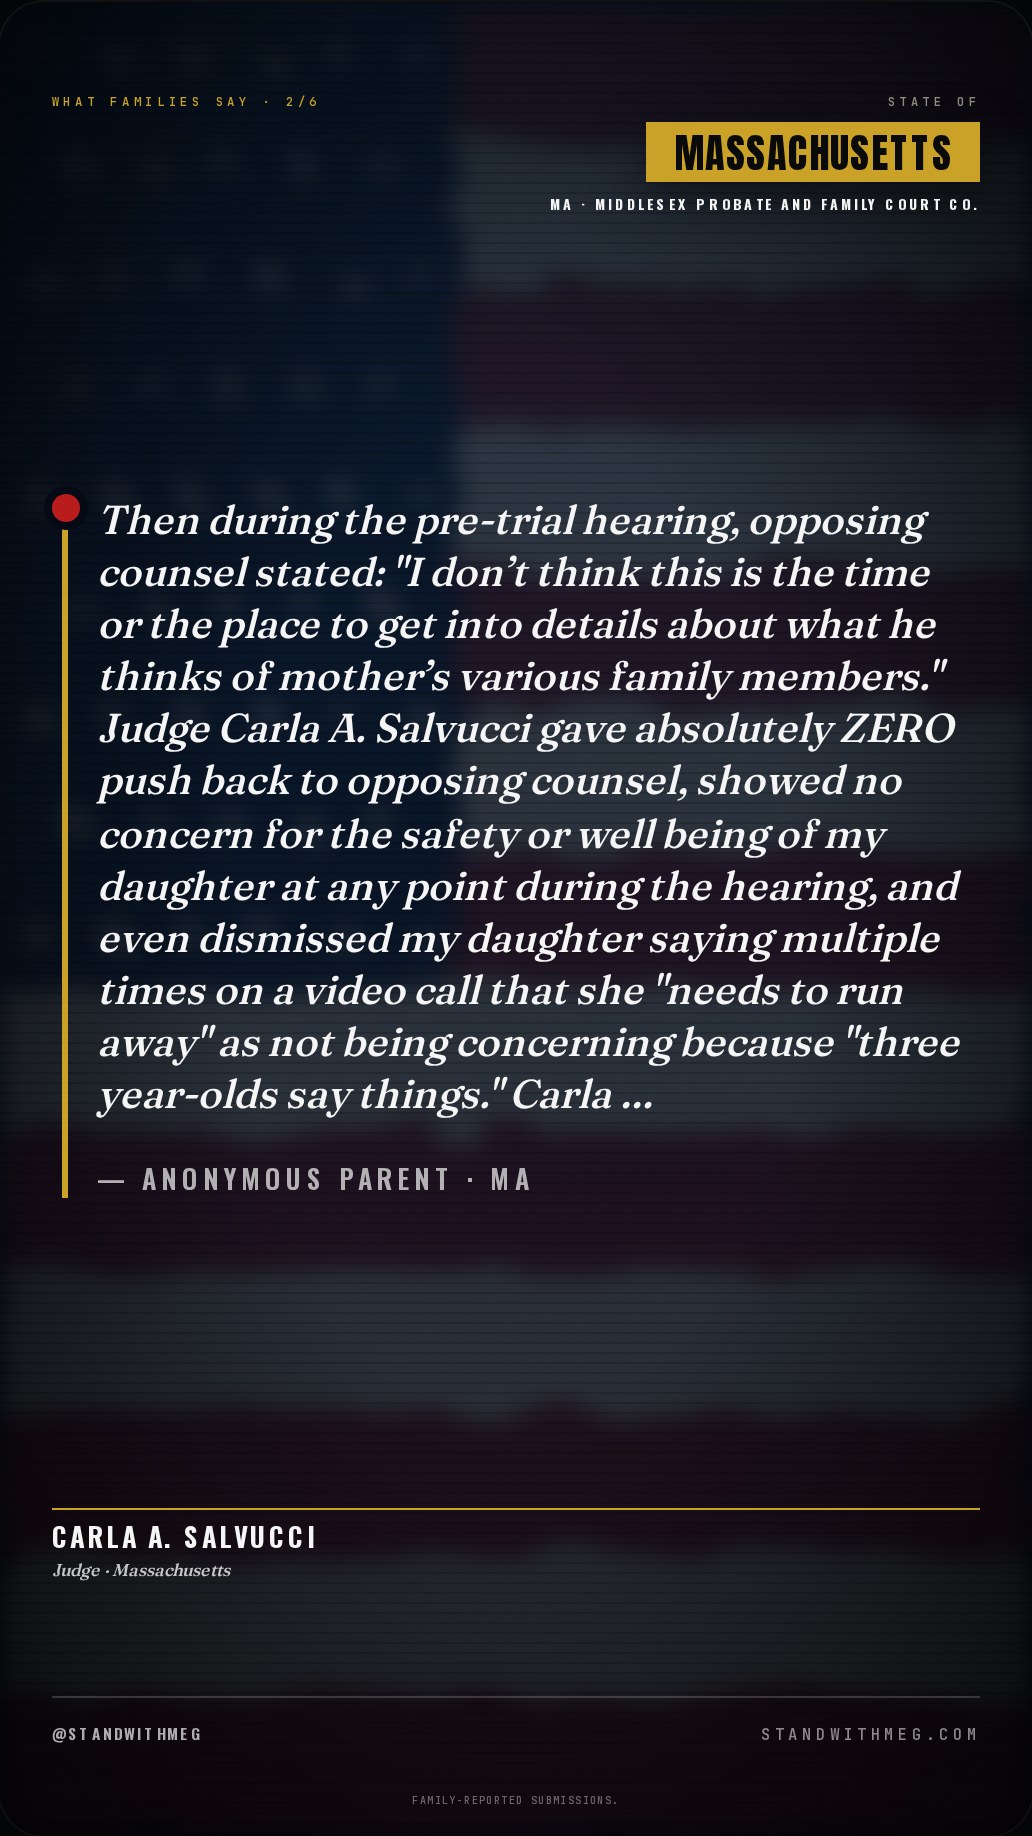 WHAT FAMILIES SAY · 2/6
STATE OF
MASSACHUSETTS
MA · MIDDLESEX PROBATE AND FAMILY COURT CO.
Then during the pre-trial hearing, opposing
counsel stated: "I don’t think this is the time
or the place to get into details about what he
thinks of mother’s various family members."
Judge Carla A. Salvucci gave absolutely ZERO
push back to opposing counsel, showed no
concern for the safety or well being of my
daughter at any point during the hearing, and
even dismissed my daughter saying multiple
times on a video call that she "needs to run
away" as not being concerning because "three
year-olds say things." Carla ...
— ANONYMOUS PARENT · MA
CARLA A. SALVUCCI
Judge · Massachusetts
@STANDWITHMEG
STANDWITHMEG.COM
FAMILY-REPORTED SUBMISSIONS.